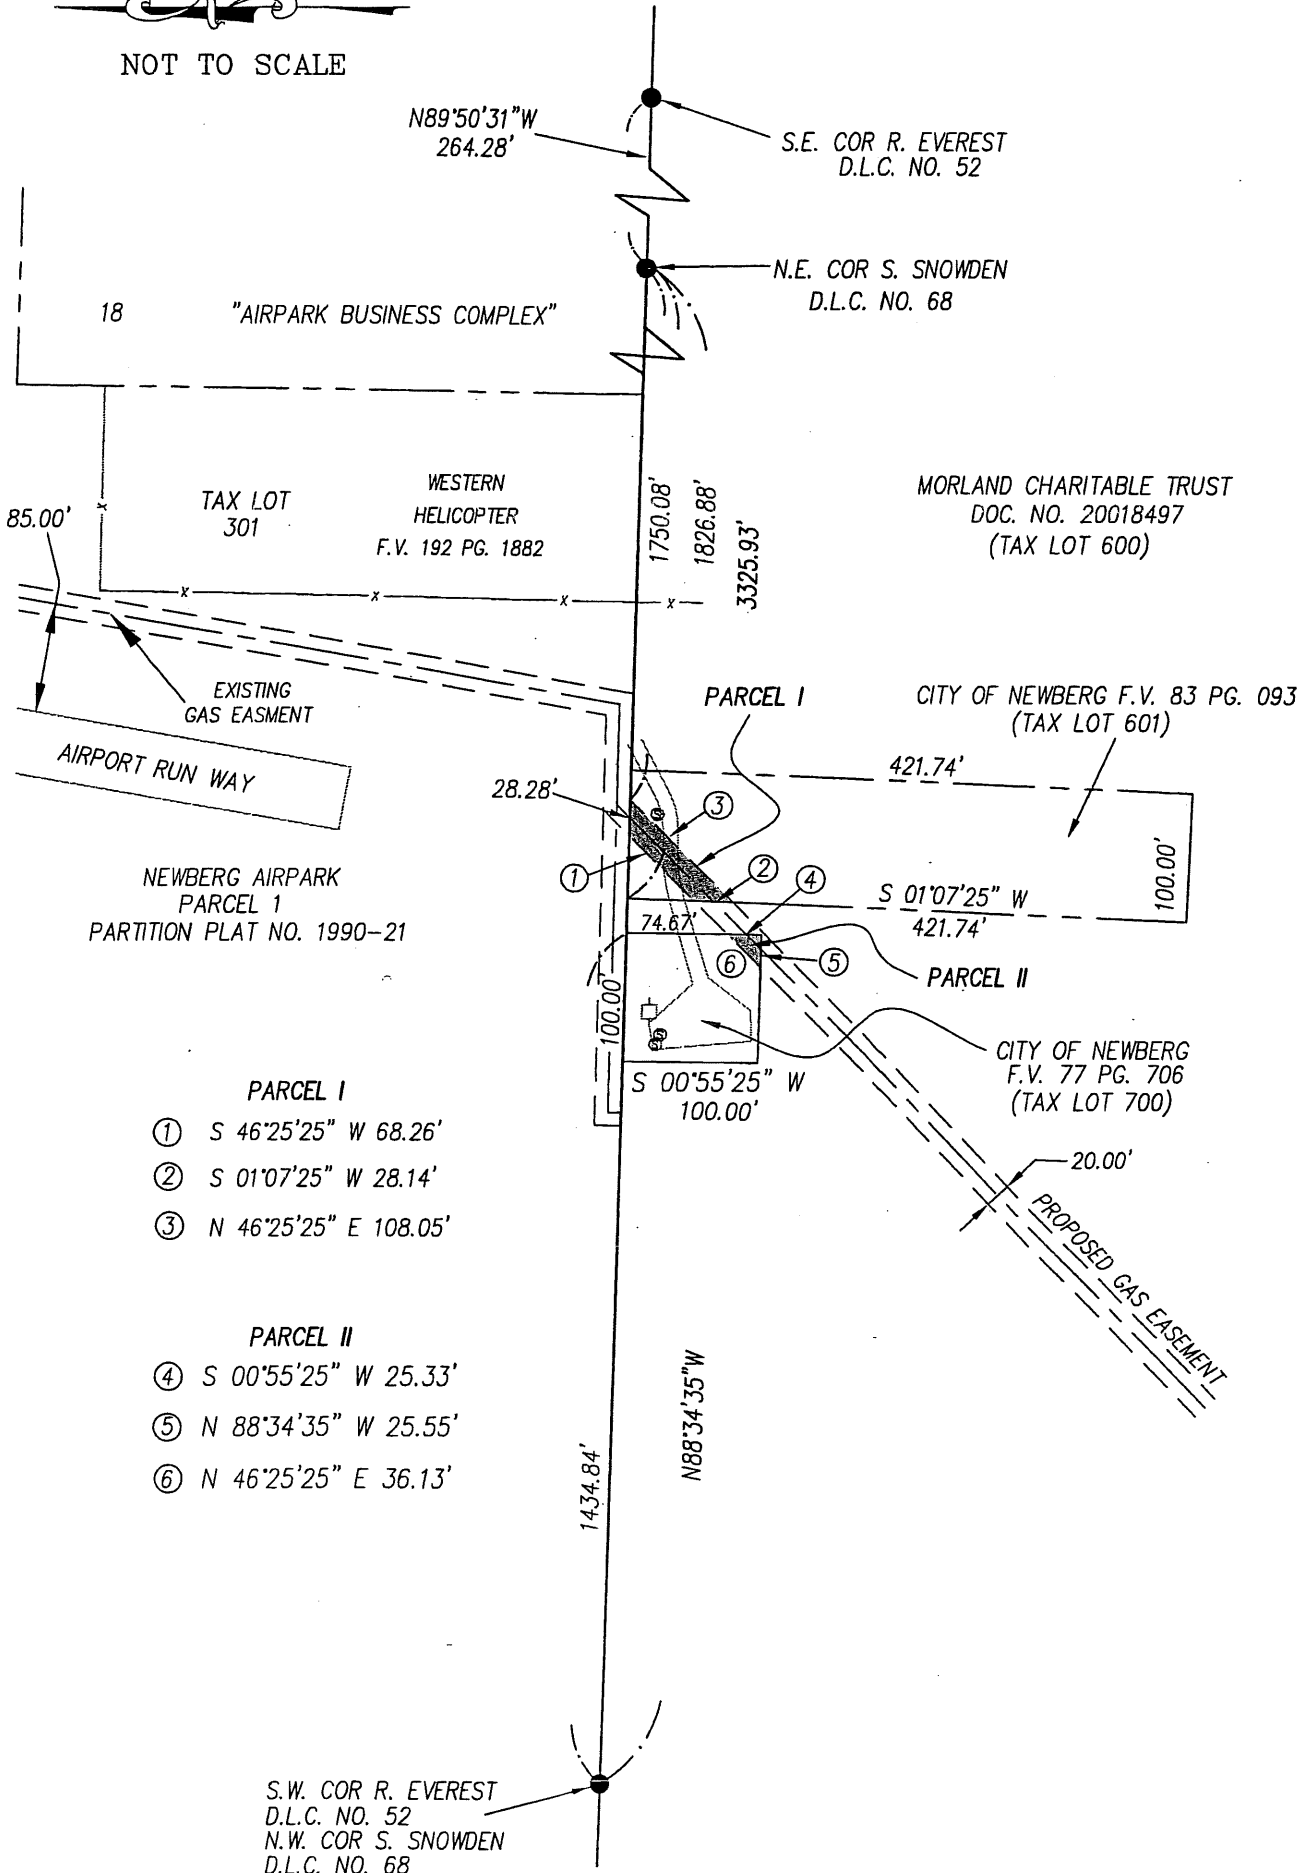 NOT TO SCALE
N89°50'31"W
264.28'
S.E. COR R. EVEREST
D.L.C. NO. 52
N.E. COR S. SNOWDEN
D.L.C. NO. 68
18
"AIRPARK BUSINESS COMPLEX"
85.00'
TAX LOT
301
WESTERN
HELICOPTER
F.V. 192 PG. 1882
1750.08'
1826.88'
3325.93'
MORLAND CHARITABLE TRUST
DOC. NO. 20018497
(TAX LOT 600)
x
x
x
x
x
EXISTING
GAS EASMENT
AIRPORT RUN WAY
PARCEL I
CITY OF NEWBERG F.V. 83 PG. 093
(TAX LOT 601)
421.74'
28.28'
3
1
2
4
100.00'
S 01°07'25" W
421.74'
74.67'
6
5
PARCEL II
NEWBERG AIRPARK
PARCEL 1
PARTITION PLAT NO. 1990-21
100.00'
S
S
S
CITY OF NEWBERG
F.V. 77 PG. 706
(TAX LOT 700)
S 00°55'25" W
100.00'
20.00'
PROPOSED GAS EASEMENT
PARCEL I
1 S 46°25'25" W 68.26'
2 S 01°07'25" W 28.14'
3 N 46°25'25" E 108.05'
PARCEL II
4 S 00°55'25" W 25.33'
5 N 88°34'35" W 25.55'
6 N 46°25'25" E 36.13'
1434.84'
N88°34'35"W
S.W. COR R. EVEREST
D.L.C. NO. 52
N.W. COR S. SNOWDEN
D.L.C. NO. 68